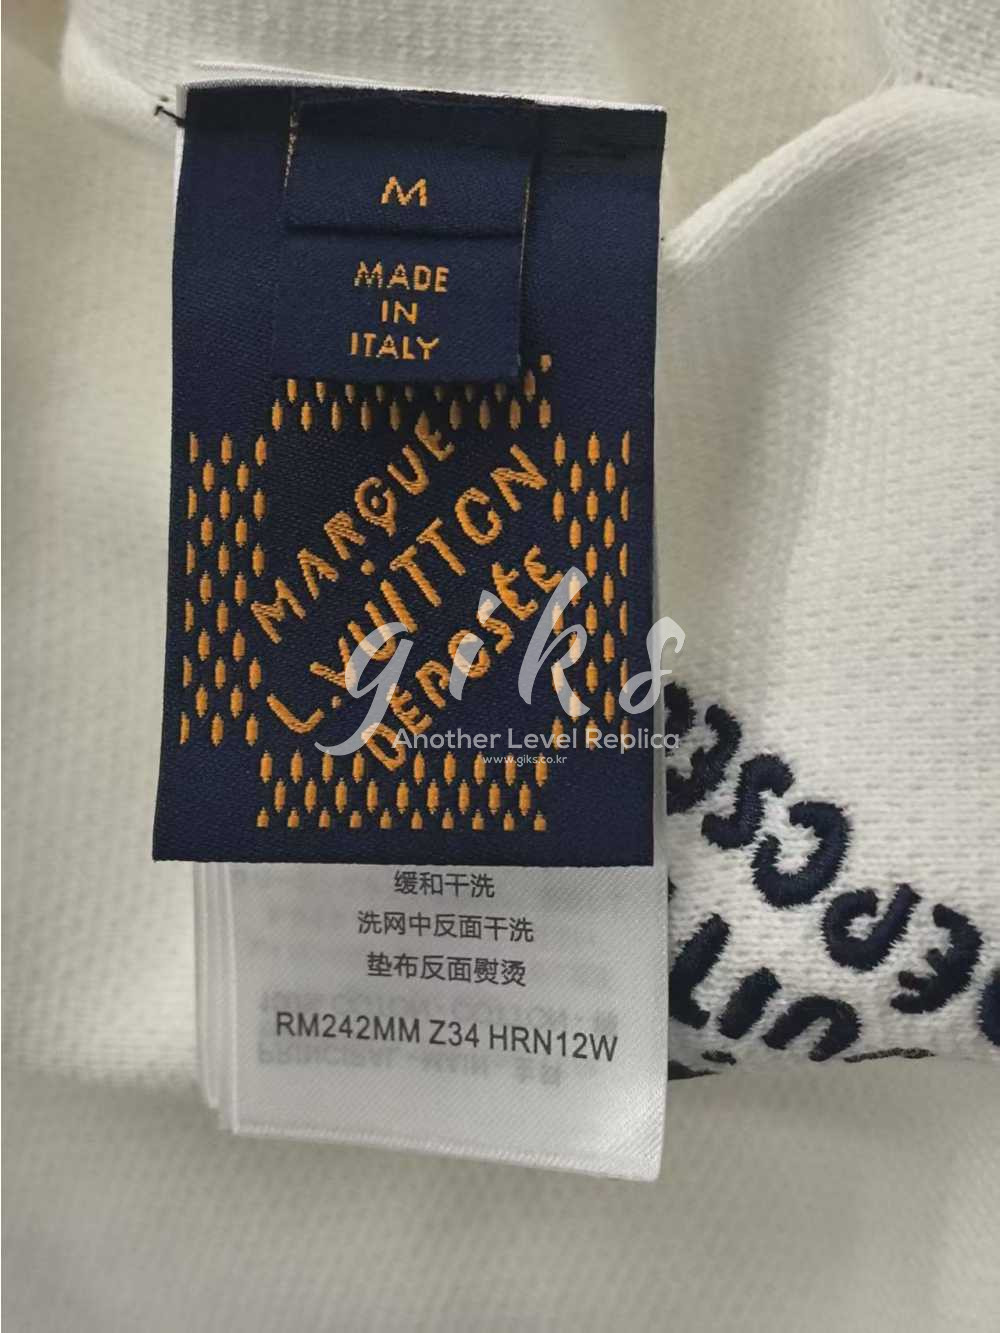 M
MADE
IN
ITALY
MARQUE
L.VUITTON
DEPOSÉE
giks
Another Level Replica
www.giks.co.kr
缓和干洗
洗网中反面干洗
垫布反面熨烫
RM242MM Z34 HRN12W